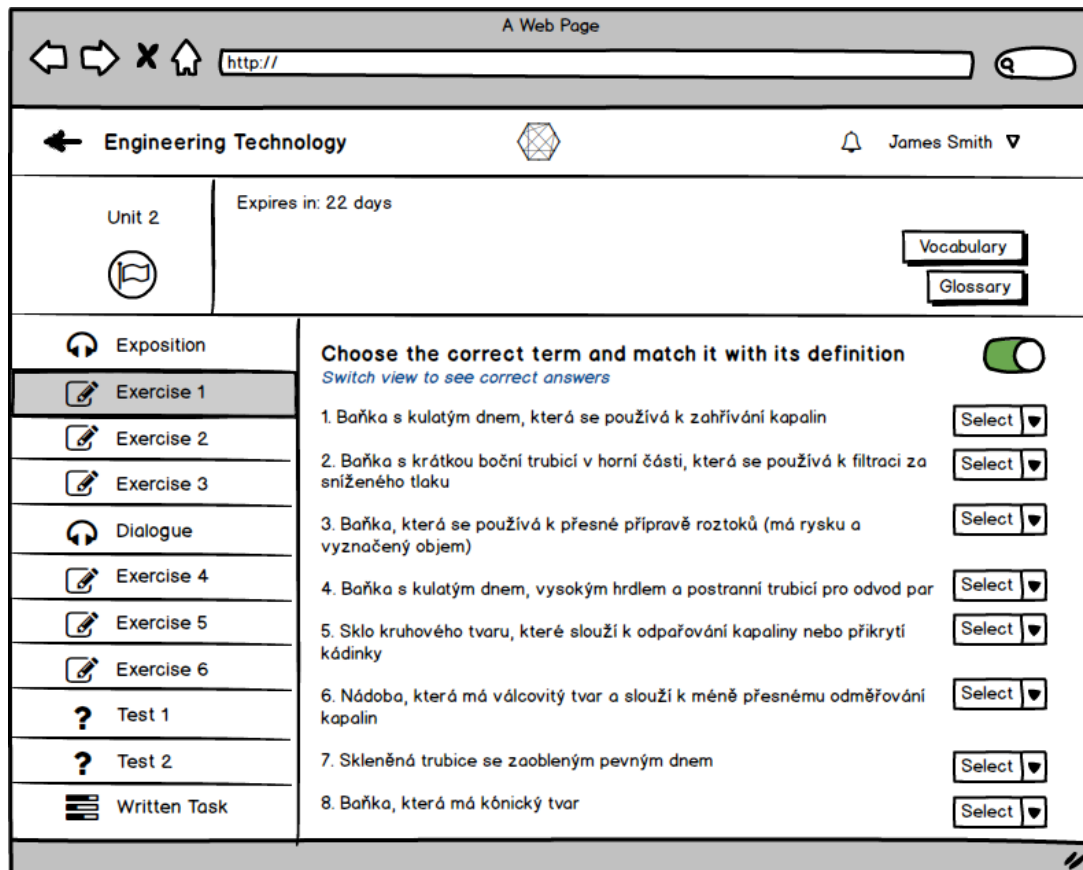 A Web Page
http://
Engineering Technology
James Smith
Unit 2
Expires in: 22 days
Vocabulary
Glossary
Exposition
Exercise 1
Exercise 2
Exercise 3
Dialogue
Exercise 4
Exercise 5
Exercise 6
? Test 1
? Test 2
Written Task
Choose the correct term and match it with its definition
Switch view to see correct answers
1. Baňka s kulatým dnem, která se používá k zahřívání kapalin
Select
2. Baňka s krátkou boční trubicí v horní části, která se používá k filtraci za
sníženého tlaku
Select
3. Baňka, která se používá k přesné přípravě roztoků (má rysku a
vyznačený objem)
Select
4. Baňka s kulatým dnem, vysokým hrdlem a postranní trubicí pro odvod par
Select
5. Sklo kruhového tvaru, které slouží k odpařování kapaliny nebo přikrytí
kádinky
Select
6. Nádoba, která má válcovitý tvar a slouží k méně přesnému odměřování
kapalin
Select
7. Skleněná trubice se zaobleným pevným dnem
Select
8. Baňka, která má kónický tvar
Select